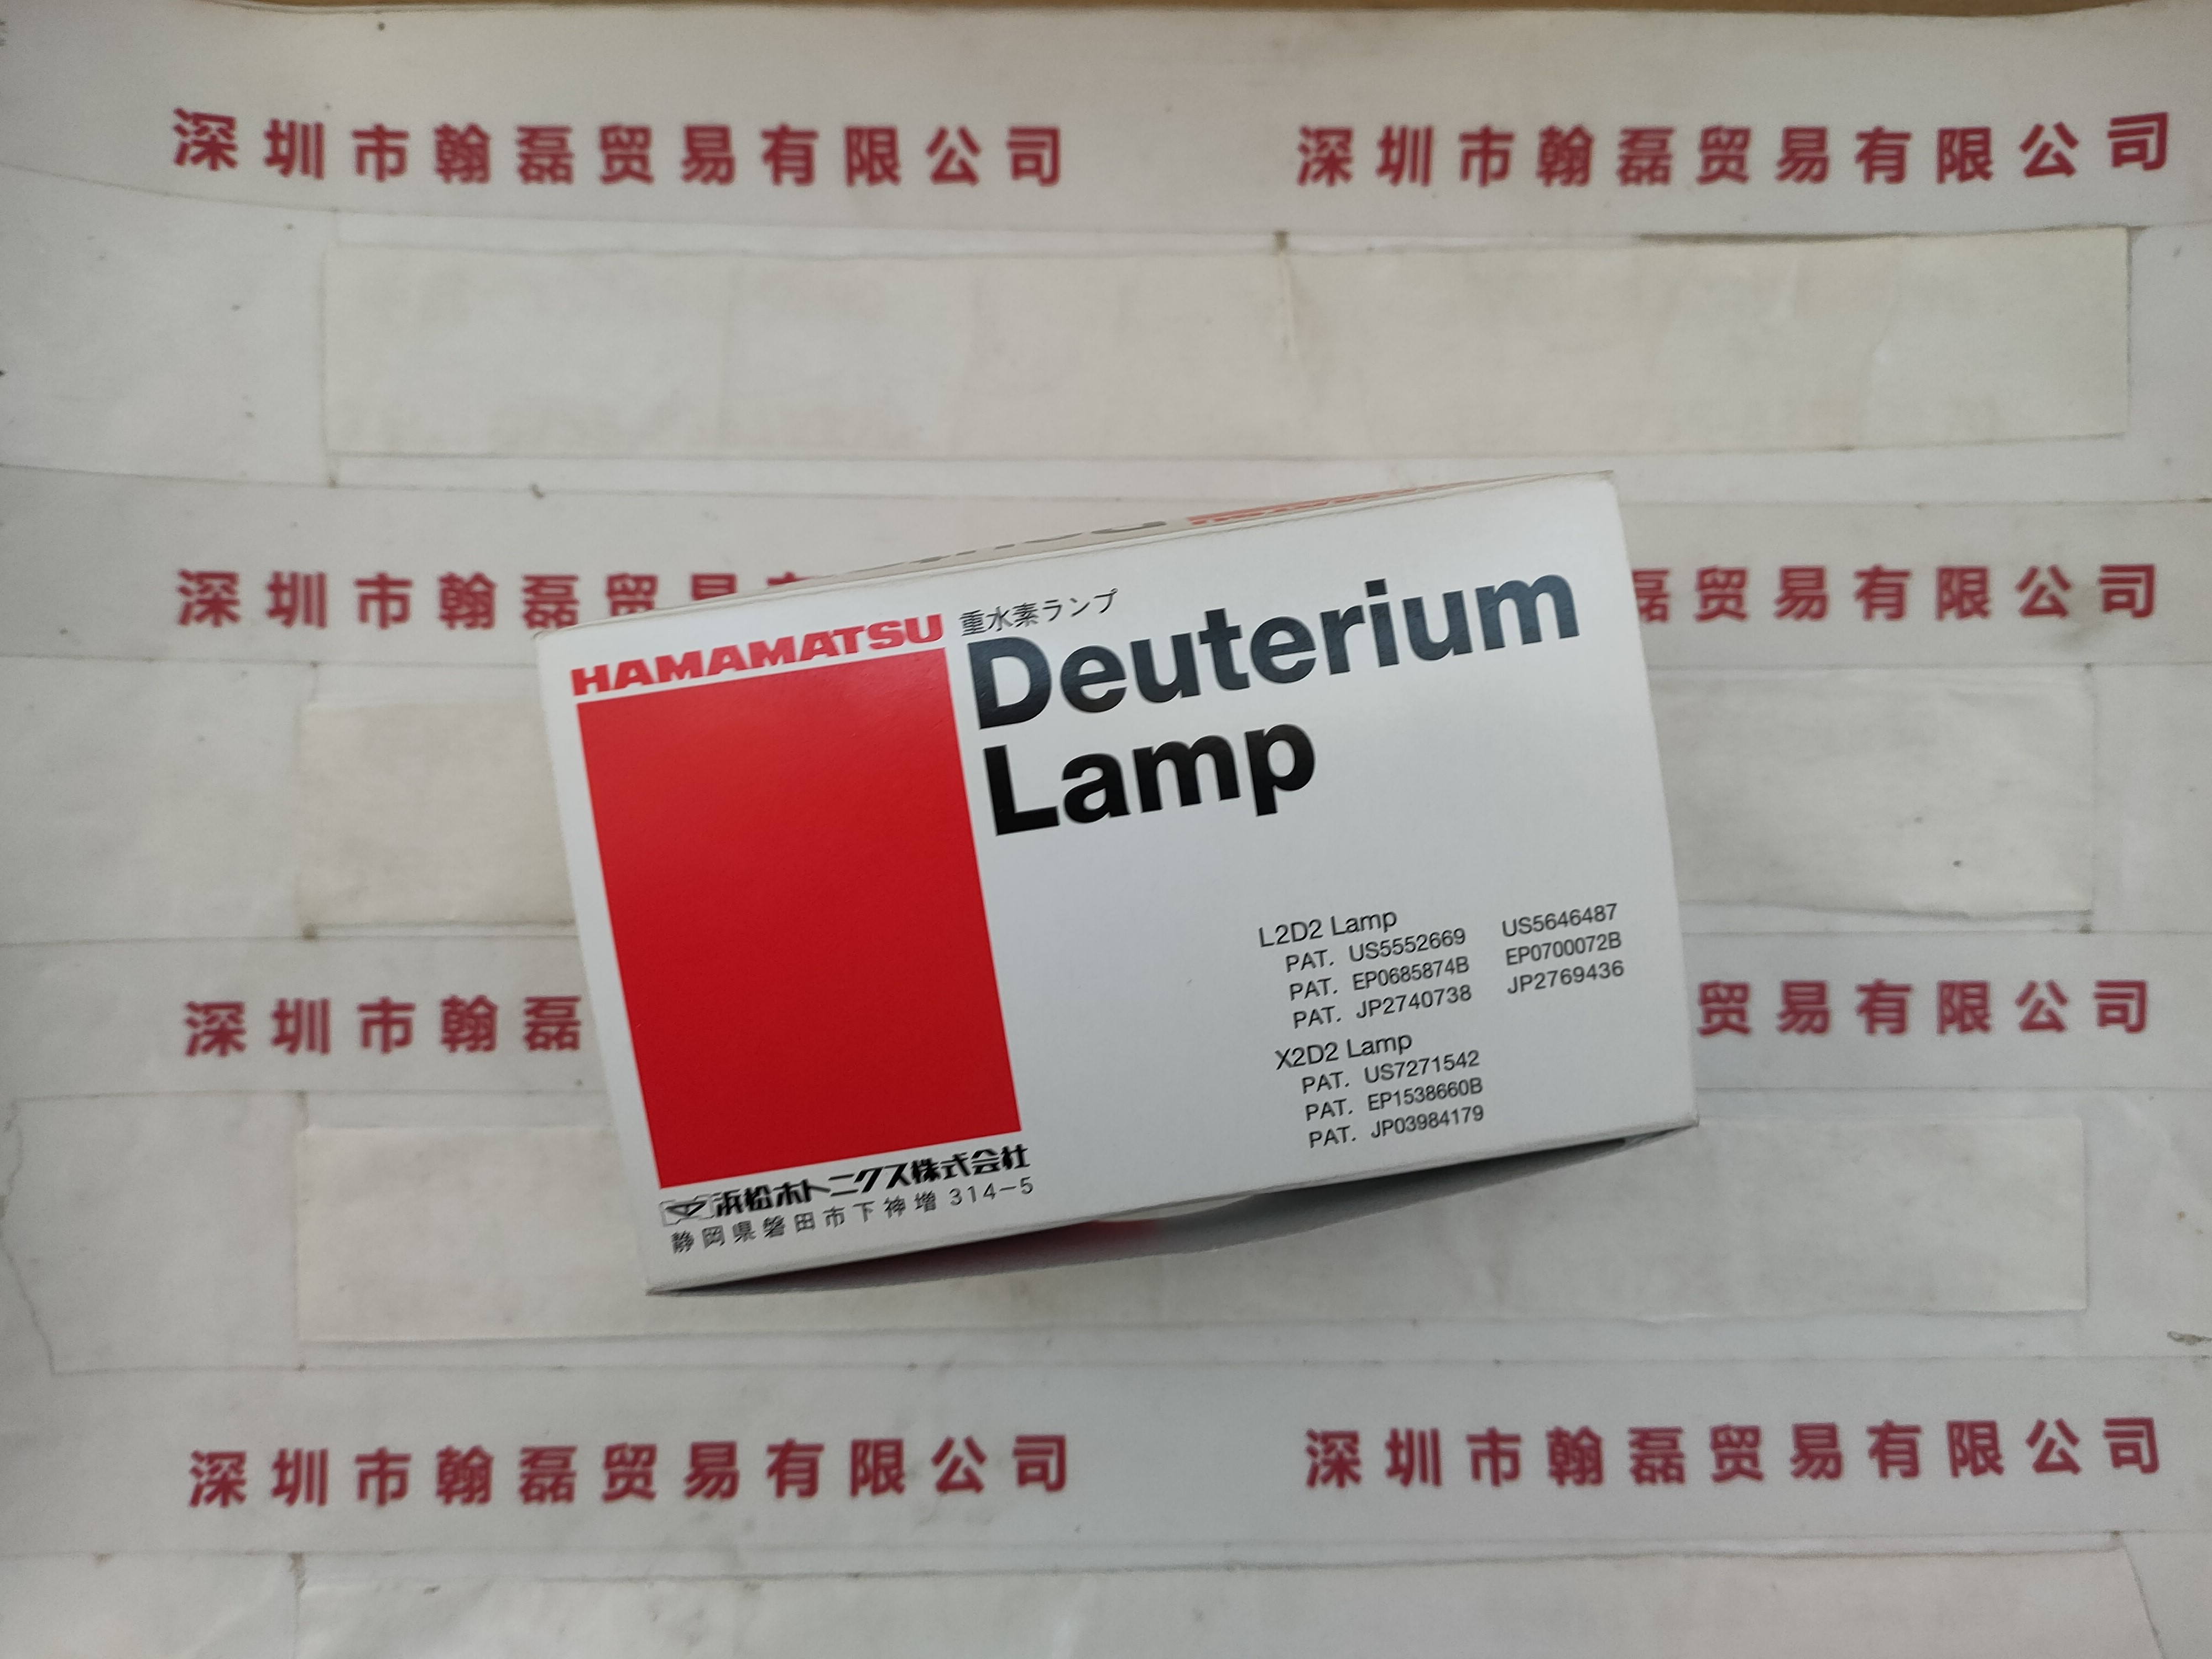 深圳市翰磊贸易有限公司 深圳市翰磊贸易有限公司
深圳市翰磊贸易 磊贸易有限公司
HAMAMATSU
重水素ランプ
Deuterium
Lamp
L2D2 Lamp
PAT. US5552669 US5646487
PAT. EP0685874B EP0700072B
PAT. JP2740738 JP2769436
X2D2 Lamp
PAT. US7271542
PAT. EP1538660B
PAT. JP03984179
浜松ホトニクス株式会社
静岡県磐田市下神増 314-5
深圳市翰磊 贸易有限公司
深圳市翰磊贸易有限公司 深圳市翰磊贸易有限公司